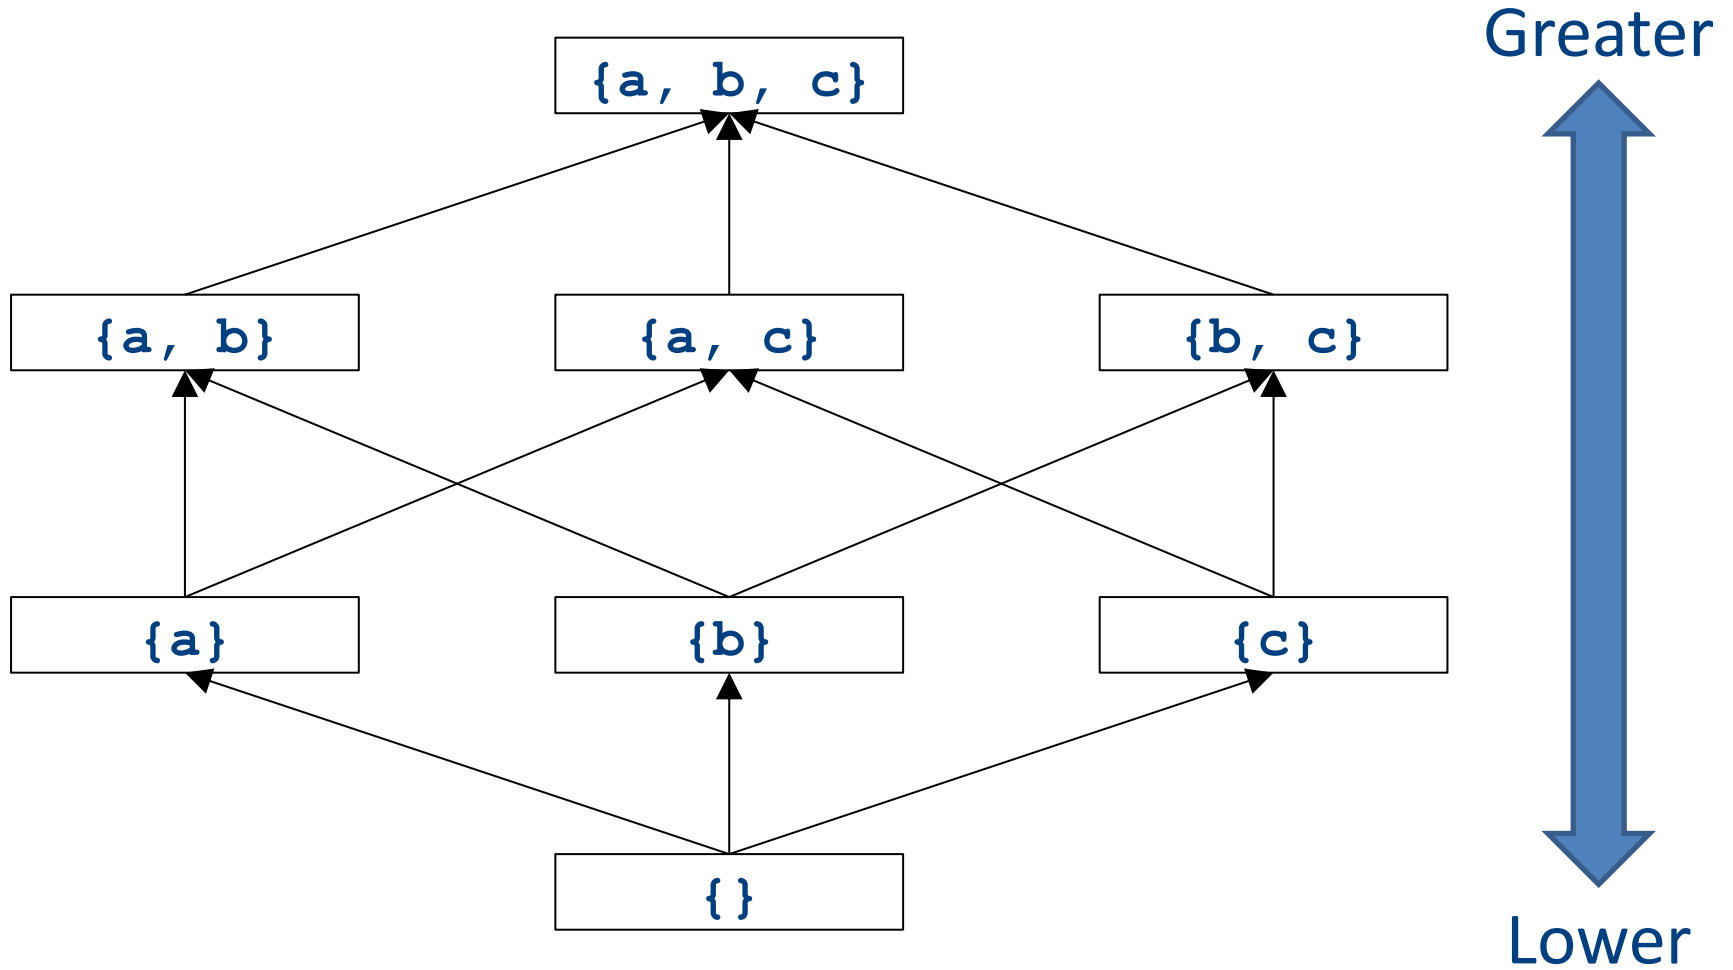 Greater
{a, b, c}
{a, b}
{a, c}
{b, c}
{a}
{b}
{c}
{}
Lower